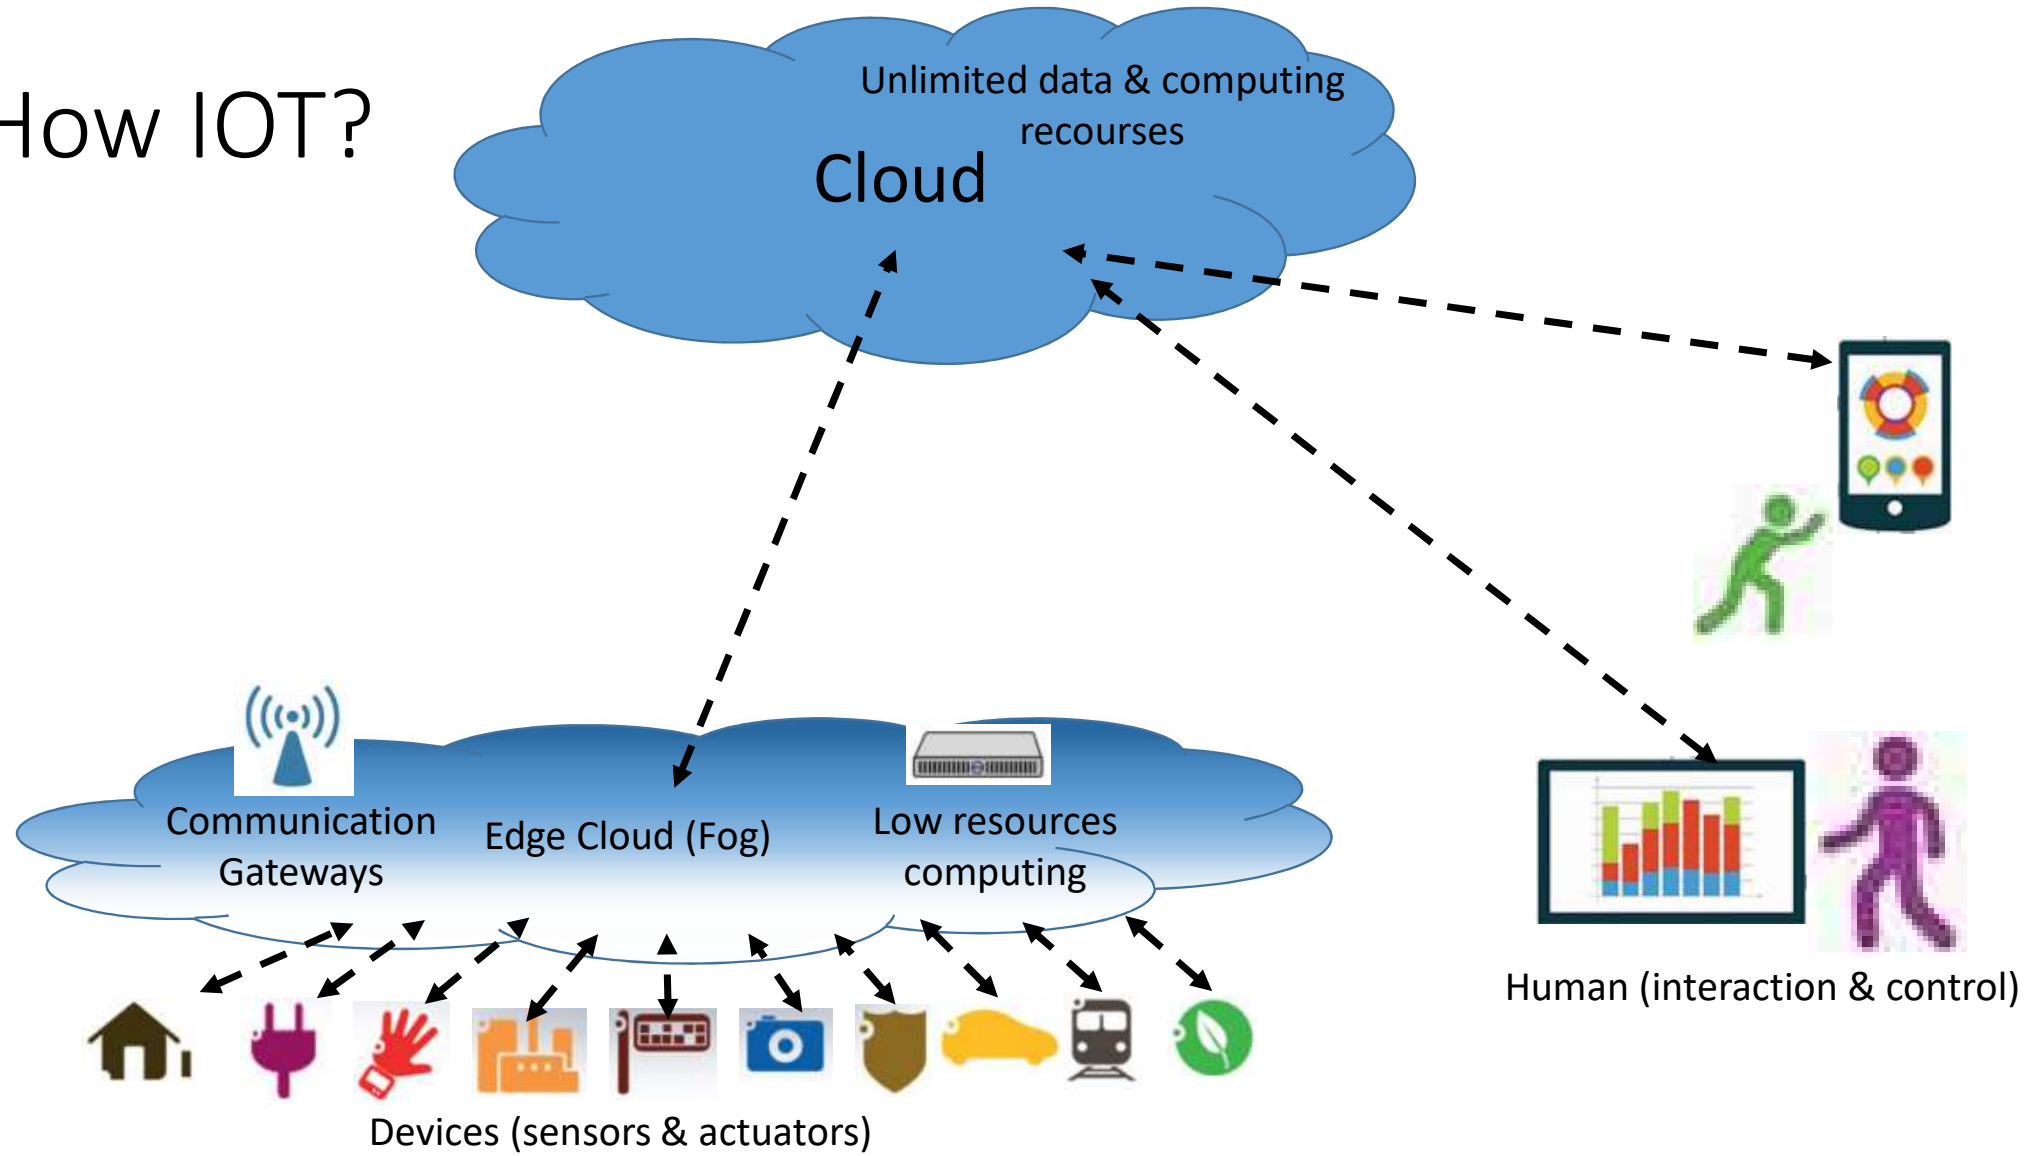 How IOT?
Unlimited data & computing
recourses
Cloud
Communication
Gateways
Edge Cloud (Fog)
Low resources
computing
Human (interaction & control)
Devices (sensors & actuators)